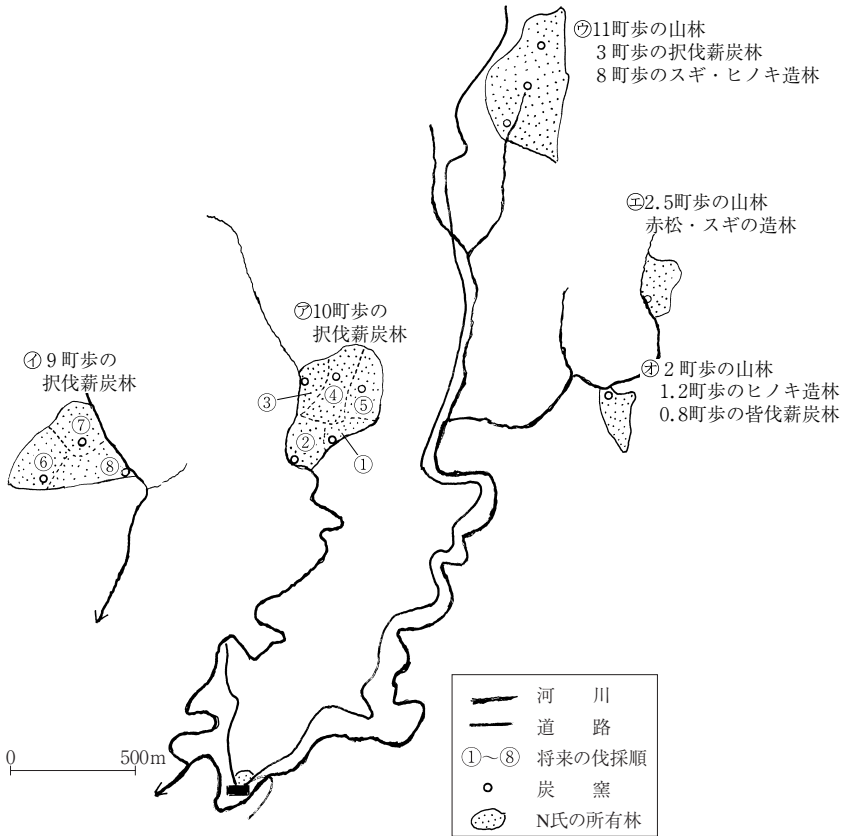 ㋒11町歩の山林
3町歩の択伐薪炭林
8町歩のスギ・ヒノキ造林
㋓2.5町歩の山林
赤松・スギの造林
㋐10町歩の
択伐薪炭林
㋑9町歩の
択伐薪炭林
㋔2町歩の山林
1.2町歩のヒノキ造林
0.8町歩の皆伐薪炭林
③
④
⑤
②
①
⑦
⑥
⑧
0 500m
河川
道路
①~⑧ 将来の伐採順
炭窯
N氏の所有林